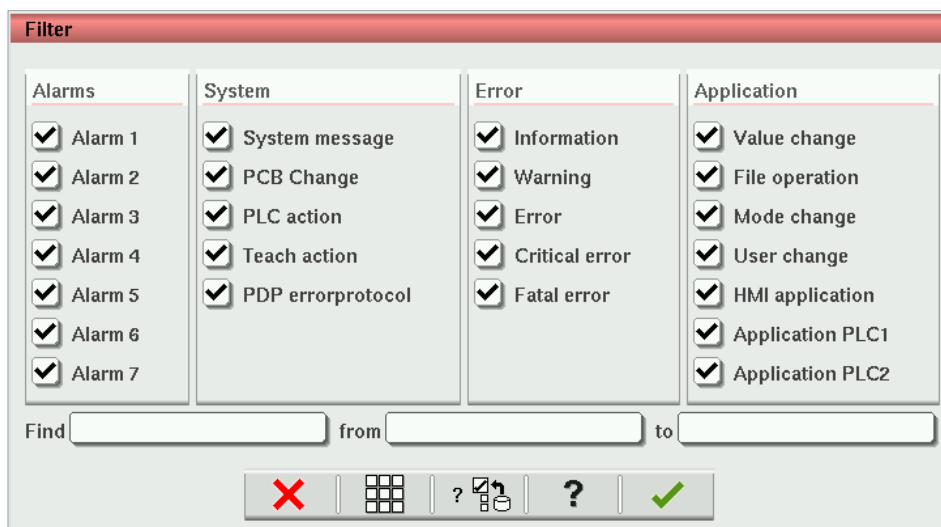 Filter
Alarms
Alarm 1
Alarm 2
Alarm 3
Alarm 4
Alarm 5
Alarm 6
Alarm 7
System
System message
PCB Change
PLC action
Teach action
PDP errorprotocol
Error
Information
Warning
Error
Critical error
Fatal error
Application
Value change
File operation
Mode change
User change
HMI application
Application PLC1
Application PLC2
Find from to
? ?